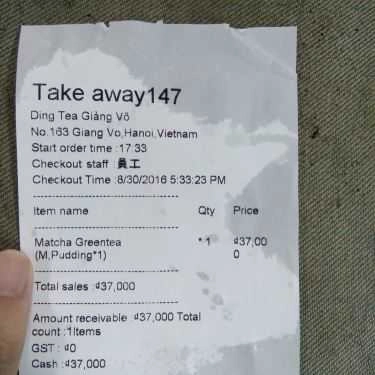 Take away147
Ding Tea Giảng Võ
No.163 Giang Vo,Hanoi,Vietnam
Start order time :17:33
Checkout staff :員工
Checkout Time :8/30/2016 5:33:23 PM
Item name Qty Price
Matcha Greentea * 1 ₫37,00
(M,Pudding*1) 0
Total sales :₫37,000
Amount receivable :₫37,000 Total
count :1Items
GST : ₫0
Cash :₫37,000